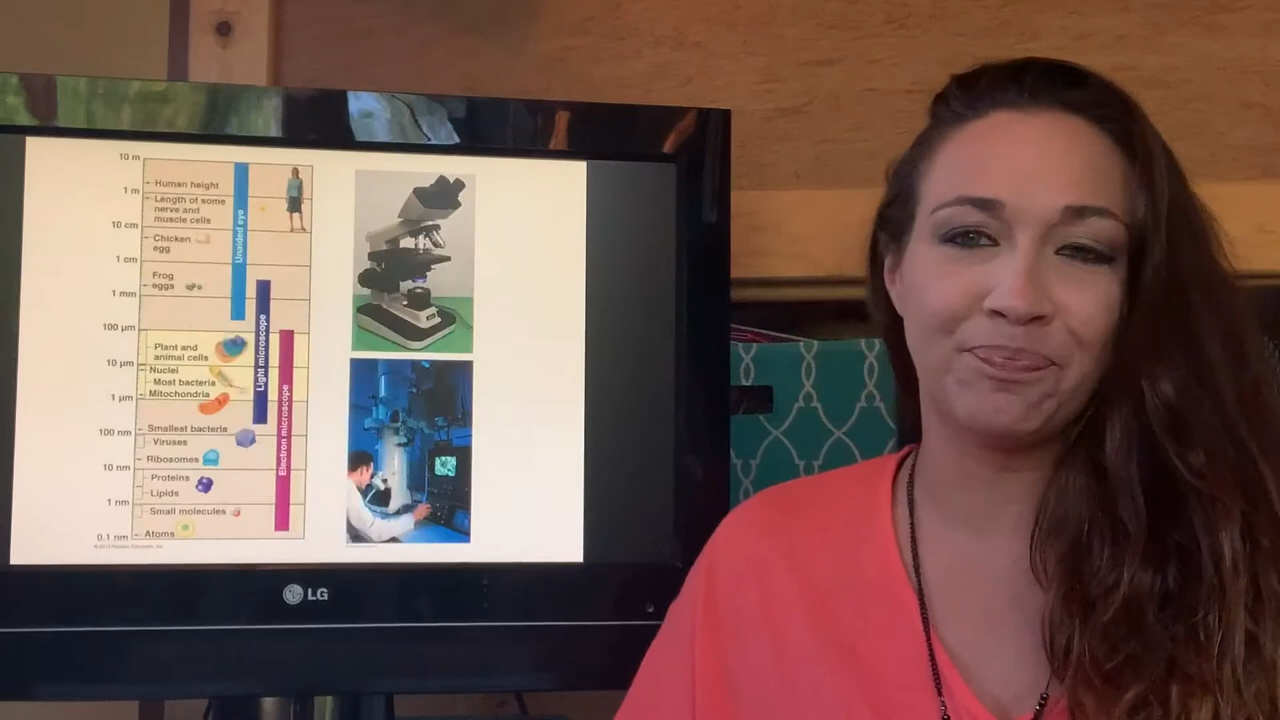 10 m
Human height
1 m
Length of some
nerve and
muscle cells
10 cm
Chicken
egg
1 cm
Frog
eggs
1 mm
100 µm
Plant and
animal cells
10 µm
Nuclei
Most bacteria
Mitochondria
1 µm
Smallest bacteria
100 nm
Viruses
Ribosomes
10 nm
Proteins
Lipids
1 nm
Small molecules
Atoms
0.1 nm
Unaided eye
Light microscope
Electron microscope
LG